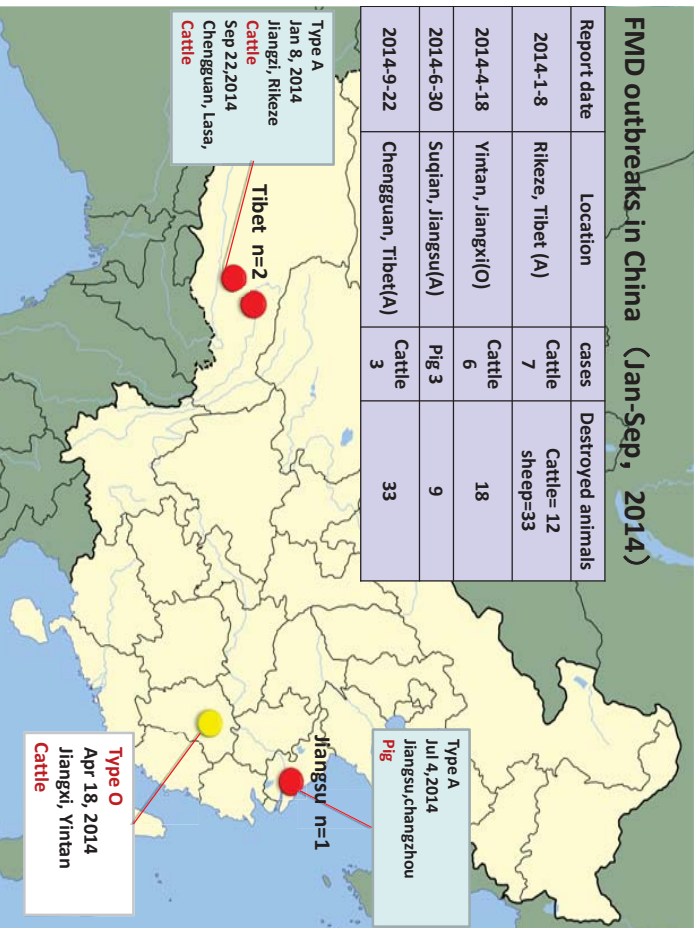 FMD outbreaks in China （Jan-Sep, 2014）
Report date Location cases Destroyed animals
2014-1-8 Rikeze, Tibet (A) Cattle 7 Cattle= 12 sheep=33
2014-4-18 Yintan, Jiangxi(O) Cattle 6 18
2014-6-30 Suqian, Jiangsu(A) Pig 3 9
2014-9-22 Chengguan, Tibet(A) Cattle 3 33
Type A
Jan 8, 2014
Jiangzi, Rikeze
Cattle
Sep 22,2014
Chengguan, Lasa,
Cattle
Tibet n=2
Type A
Jul 4,2014
Jiangsu,changzhou
Pig
Jiangsu n=1
Type O
Apr 18, 2014
Jiangxi, Yintan
Cattle